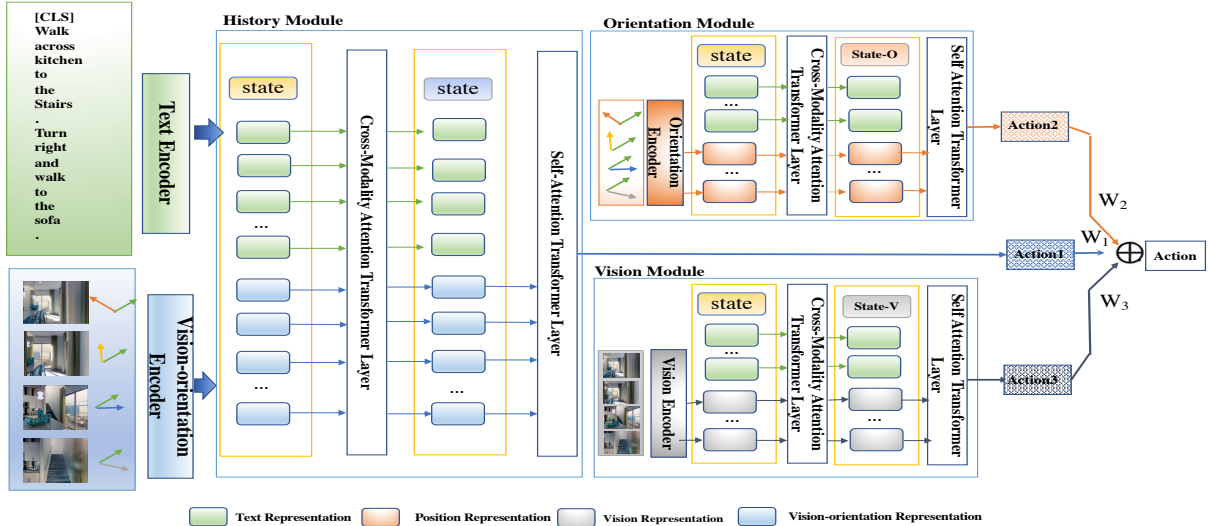 [CLS]
Walk
across
kitchen
to
the
Stairs
.
Turn
right
and
walk
to
the
sofa
.
Text Encoder
Vision-orientation
Encoder
History Module
state
...
...
Cross-Modality Attention Transformer Layer
state
...
Self-Attention Transformer Layer
Orientation Module
Orientation
Encoder
state
...
...
Cross-Modality Attention
Transformer Layer
State-O
...
Self Attention Transformer
Layer
Vision Module
Vision Encoder
state
...
...
Cross-Modality Attention
Transformer Layer
State-V
...
Self Attention Transformer
Layer
Action2
Action1
Action3
W2
W1
W3
Action
Text Representation
Position Representation
Vision Representation
Vision-orientation Representation